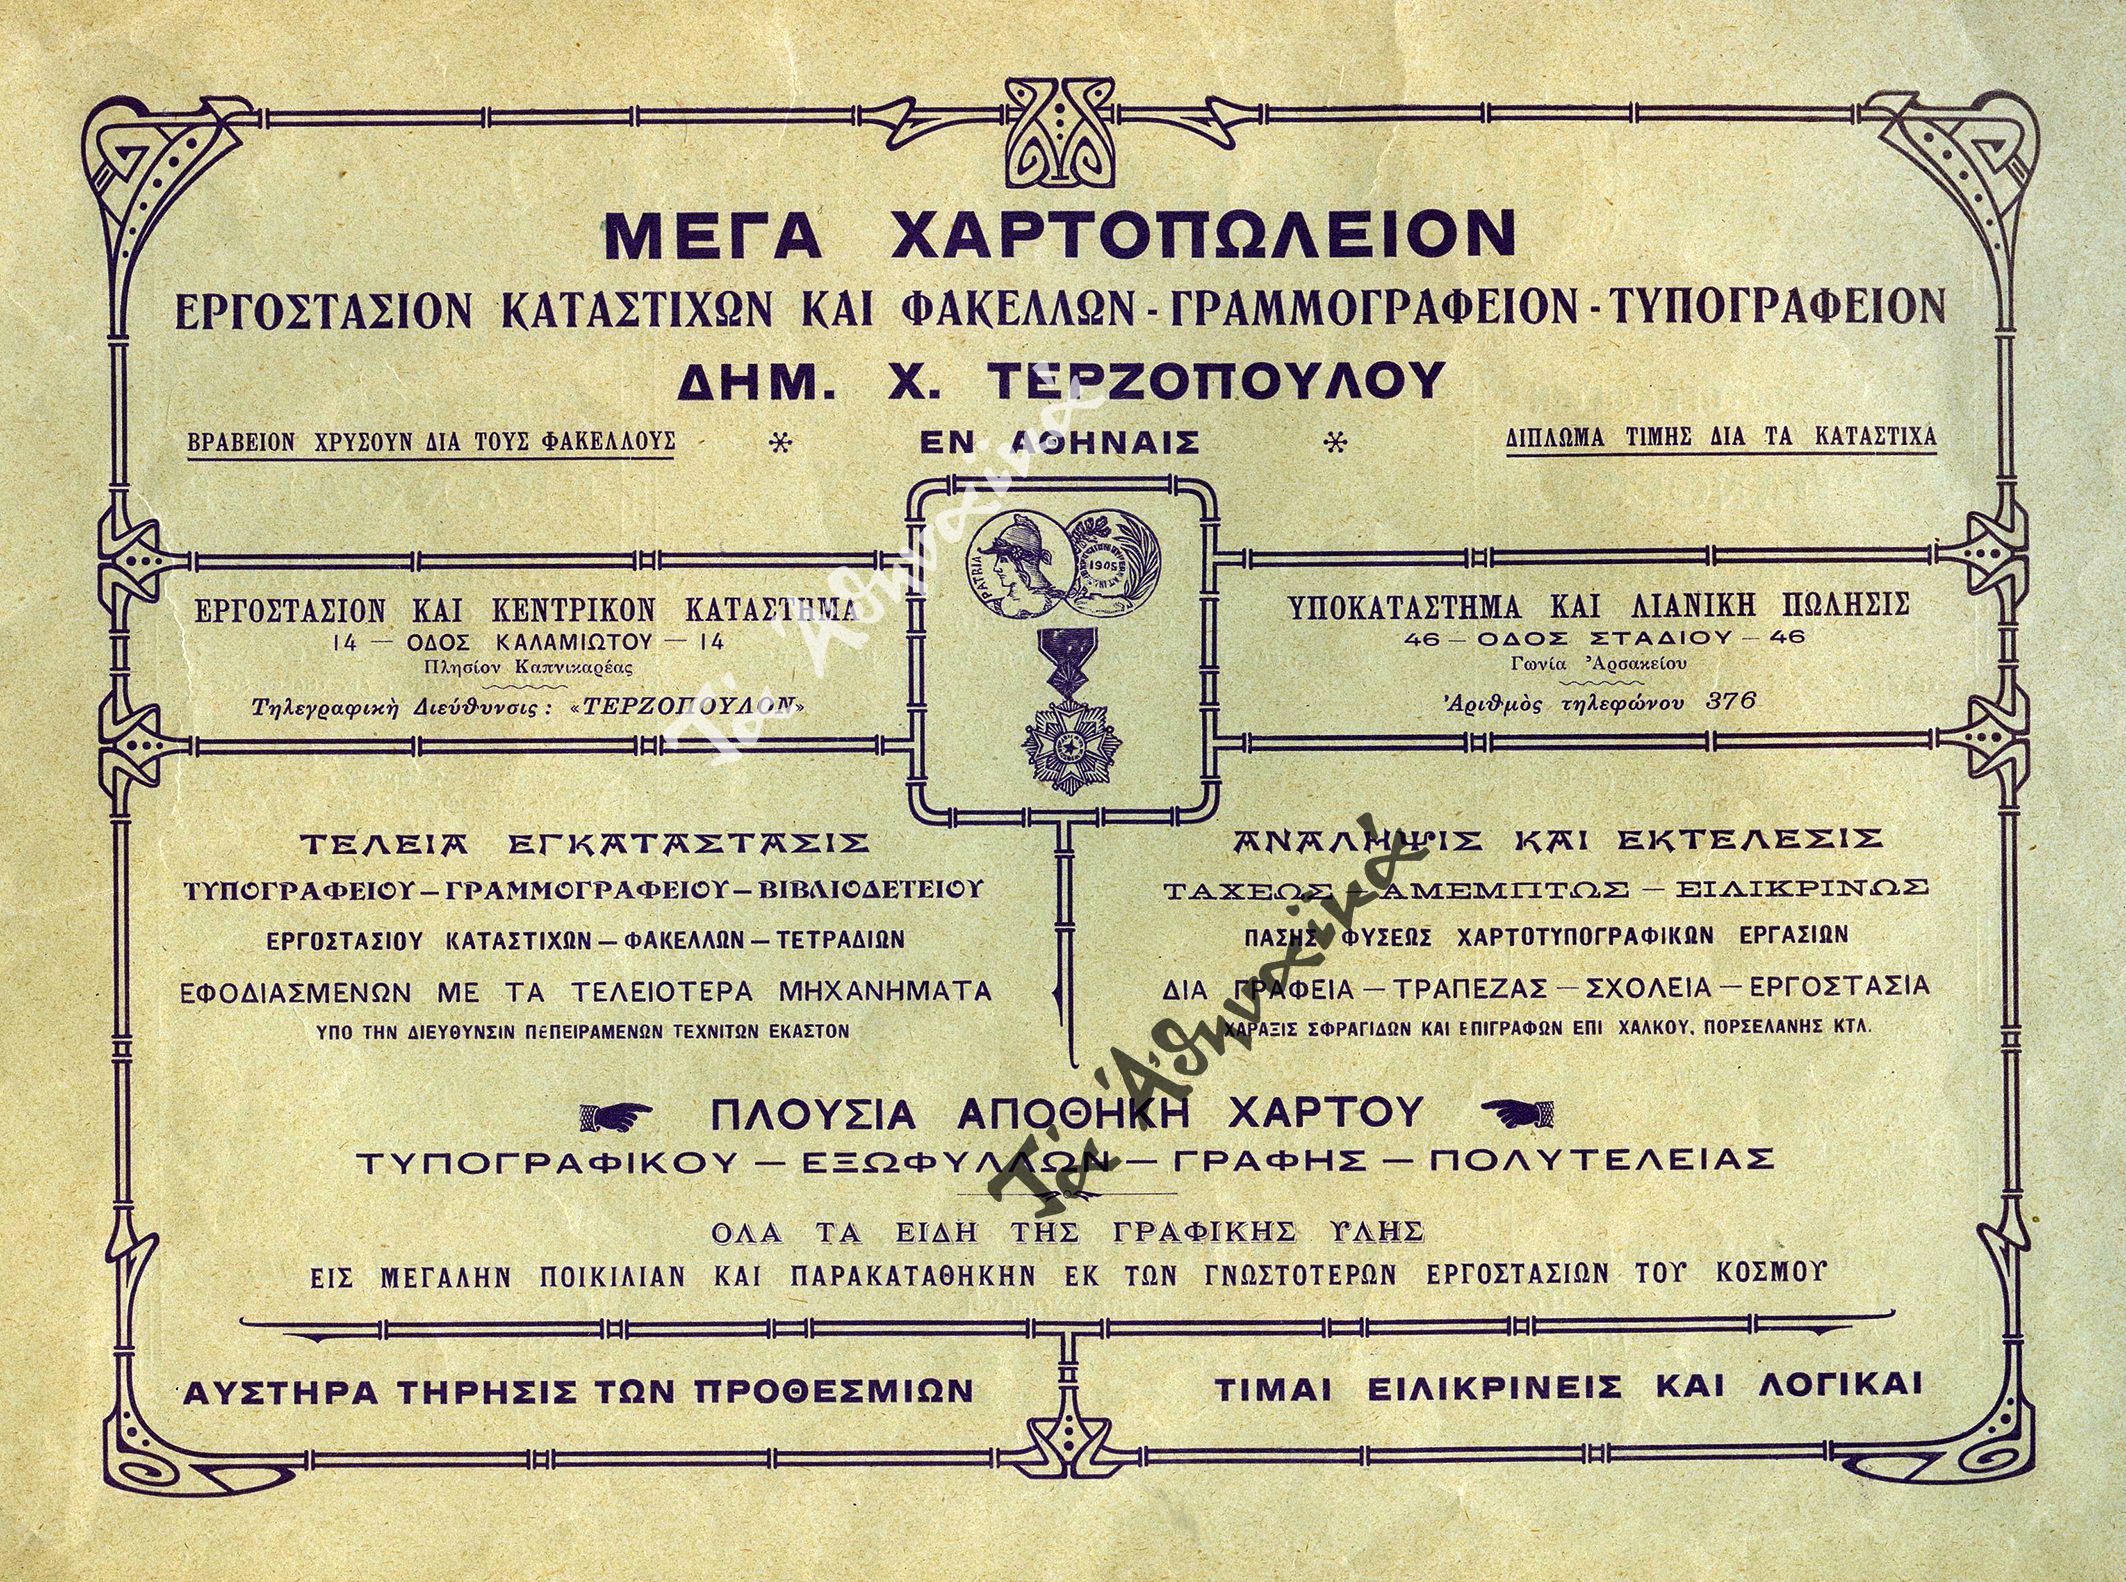 ΜΕΓΑ ΧΑΡΤΟΠΩΛΕΙΟΝ
ΕΡΓΟΣΤΑΣΙΟΝ ΚΑΤΑΣΤΙΧΩΝ ΚΑΙ ΦΑΚΕΛΛΩΝ - ΓΡΑΜΜΟΓΡΑΦΕΙΟΝ - ΤΥΠΟΓΡΑΦΕΙΟΝ
ΔΗΜ. Χ. ΤΕΡΖΟΠΟΥΛΟΥ
ΒΡΑΒΕΙΟΝ ΧΡΥΣΟΥΝ ΔΙΑ ΤΟΥΣ ΦΑΚΕΛΛΟΥΣ * ΕΝ ΑΘΗΝΑΙΣ * ΔΙΠΛΩΜΑ ΤΙΜΗΣ ΔΙΑ ΤΑ ΚΑΤΑΣΤΙΧΑ
ΕΡΓΟΣΤΑΣΙΟΝ ΚΑΙ ΚΕΝΤΡΙΚΟΝ ΚΑΤΑΣΤΗΜΑ
14 — ΟΔΟΣ ΚΑΛΑΜΙΩΤΟΥ — 14
Πλησίον Καπνικαρέας
Τηλεγραφικὴ Διεύθυνσις: «ΤΕΡΖΟΠΟΥΛΟΝ»
PATRIA
1905
ΥΠΟΚΑΤΑΣΤΗΜΑ ΚΑΙ ΛΙΑΝΙΚΗ ΠΩΛΗΣΙΣ
46 — ΟΔΟΣ ΣΤΑΔΙΟΥ — 46
Γωνία Ἀρσακείου
Ἀριθμὸς τηλεφώνου 376
ΤΕΛΕΙΑ ΕΓΚΑΤΑΣΤΑΣΙΣ
ΤΥΠΟΓΡΑΦΕΙΟΥ — ΓΡΑΜΜΟΓΡΑΦΕΙΟΥ — ΒΙΒΛΙΟΔΕΤΕΙΟΥ
ΕΡΓΟΣΤΑΣΙΟΥ ΚΑΤΑΣΤΙΧΩΝ — ΦΑΚΕΛΛΩΝ — ΤΕΤΡΑΔΙΩΝ
ΕΦΟΔΙΑΣΜΕΝΩΝ ΜΕ ΤΑ ΤΕΛΕΙΟΤΕΡΑ ΜΗΧΑΝΗΜΑΤΑ
ΥΠΟ ΤΗΝ ΔΙΕΥΘΥΝΣΙΝ ΠΕΠΕΙΡΑΜΕΝΩΝ ΤΕΧΝΙΤΩΝ ΕΚΑΣΤΟΝ
ΑΝΑΛΗΨΙΣ ΚΑΙ ΕΚΤΕΛΕΣΙΣ
ΤΑΧΕΩΣ — ΑΜΕΜΠΤΩΣ — ΕΙΛΙΚΡΙΝΩΣ
ΠΑΣΗΣ ΦΥΣΕΩΣ ΧΑΡΤΟΤΥΠΟΓΡΑΦΙΚΩΝ ΕΡΓΑΣΙΩΝ
ΔΙΑ ΓΡΑΦΕΙΑ — ΤΡΑΠΕΖΑΣ — ΣΧΟΛΕΙΑ — ΕΡΓΟΣΤΑΣΙΑ
ΧΑΡΑΞΙΣ ΣΦΡΑΓΙΔΩΝ ΚΑΙ ΕΠΙΓΡΑΦΩΝ ΕΠΙ ΧΑΛΚΟΥ, ΠΟΡΣΕΛΑΝΗΣ ΚΤΛ.
ΠΛΟΥΣΙΑ ΑΠΟΘΗΚΗ ΧΑΡΤΟΥ
ΤΥΠΟΓΡΑΦΙΚΟΥ — ΕΞΩΦΥΛΛΩΝ — ΓΡΑΦΗΣ — ΠΟΛΥΤΕΛΕΙΑΣ
ΟΛΑ ΤΑ ΕΙΔΗ ΤΗΣ ΓΡΑΦΙΚΗΣ ΥΛΗΣ
ΕΙΣ ΜΕΓΑΛΗΝ ΠΟΙΚΙΛΙΑΝ ΚΑΙ ΠΑΡΑΚΑΤΑΘΗΚΗΝ ΕΚ ΤΩΝ ΓΝΩΣΤΟΤΕΡΩΝ ΕΡΓΟΣΤΑΣΙΩΝ ΤΟΥ ΚΟΣΜΟΥ
ΑΥΣΤΗΡΑ ΤΗΡΗΣΙΣ ΤΩΝ ΠΡΟΘΕΣΜΙΩΝ
ΤΙΜΑΙ ΕΙΛΙΚΡΙΝΕΙΣ ΚΑΙ ΛΟΓΙΚΑΙ
Τὰ Ἀθηναϊκά
Τὰ Ἀθηναϊκά